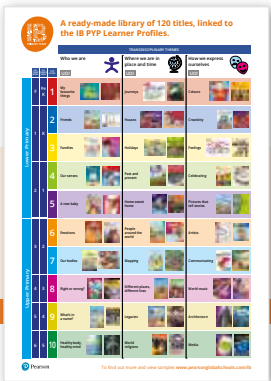 IB
A ready-made library of 120 titles, linked to
the IB PYP Learner Profiles.
TRANSDISCIPLINARY THEMES
Who we are
Where we are in
place and time
How we express
ourselves
Lower Primary
Upper Primary
1
My
favourite
things
Journeys
Colours
2
Friends
Houses
Creativity
3
Families
Holidays
Feelings
4
Our senses
Past and
present
Celebrating
5
A new baby
Home sweet
home
Pictures that
tell stories
6
Emotions
People
around the
world
Artists
7
Our bodies
Mapping
Communicating
8
Right or wrong?
Different places,
different lives
World music
9
What's in
a name?
Legacies
Architecture
10
Healthy body,
healthy mind
World
religions
Media
Pearson
To find out more and view samples www.pearsonglobalschools.com/ib